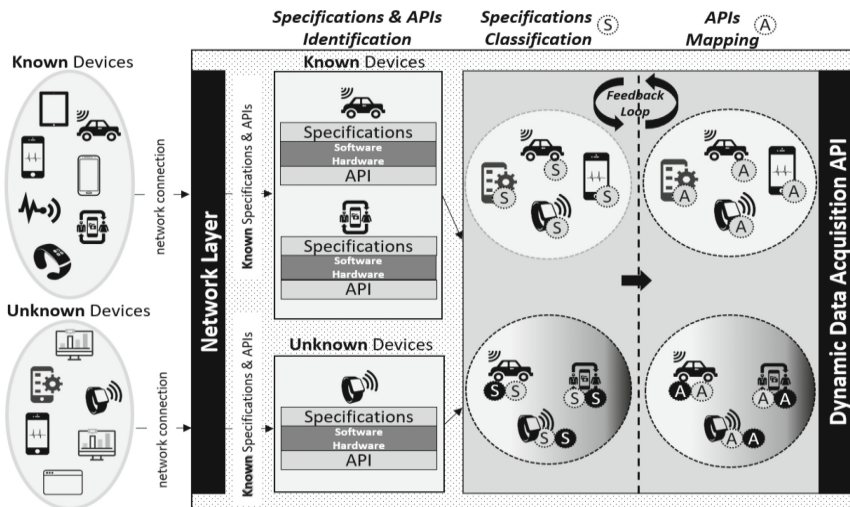 Specifications & APIs
Identification
Specifications
Classification
S
APIs
Mapping
A
Known Devices
network connection
Unknown Devices
network connection
Network Layer
Known Specifications & APIs
Known Specifications & APIs
Known Devices
Specifications
Software
Hardware
API
Specifications
Software
Hardware
API
Unknown Devices
Specifications
Software
Hardware
API
Feedback
Loop
S
S
S
S
A
A
A
A
S S
S S
S S
A A
A A
A A
Dynamic Data Acquisition API